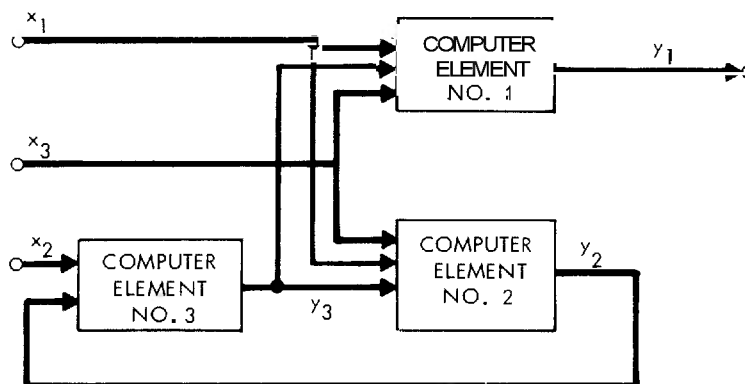 x1
COMPUTER
ELEMENT
NO. 1
y1
x3
x2
COMPUTER
ELEMENT
NO. 3
y3
COMPUTER
ELEMENT
NO. 2
y2